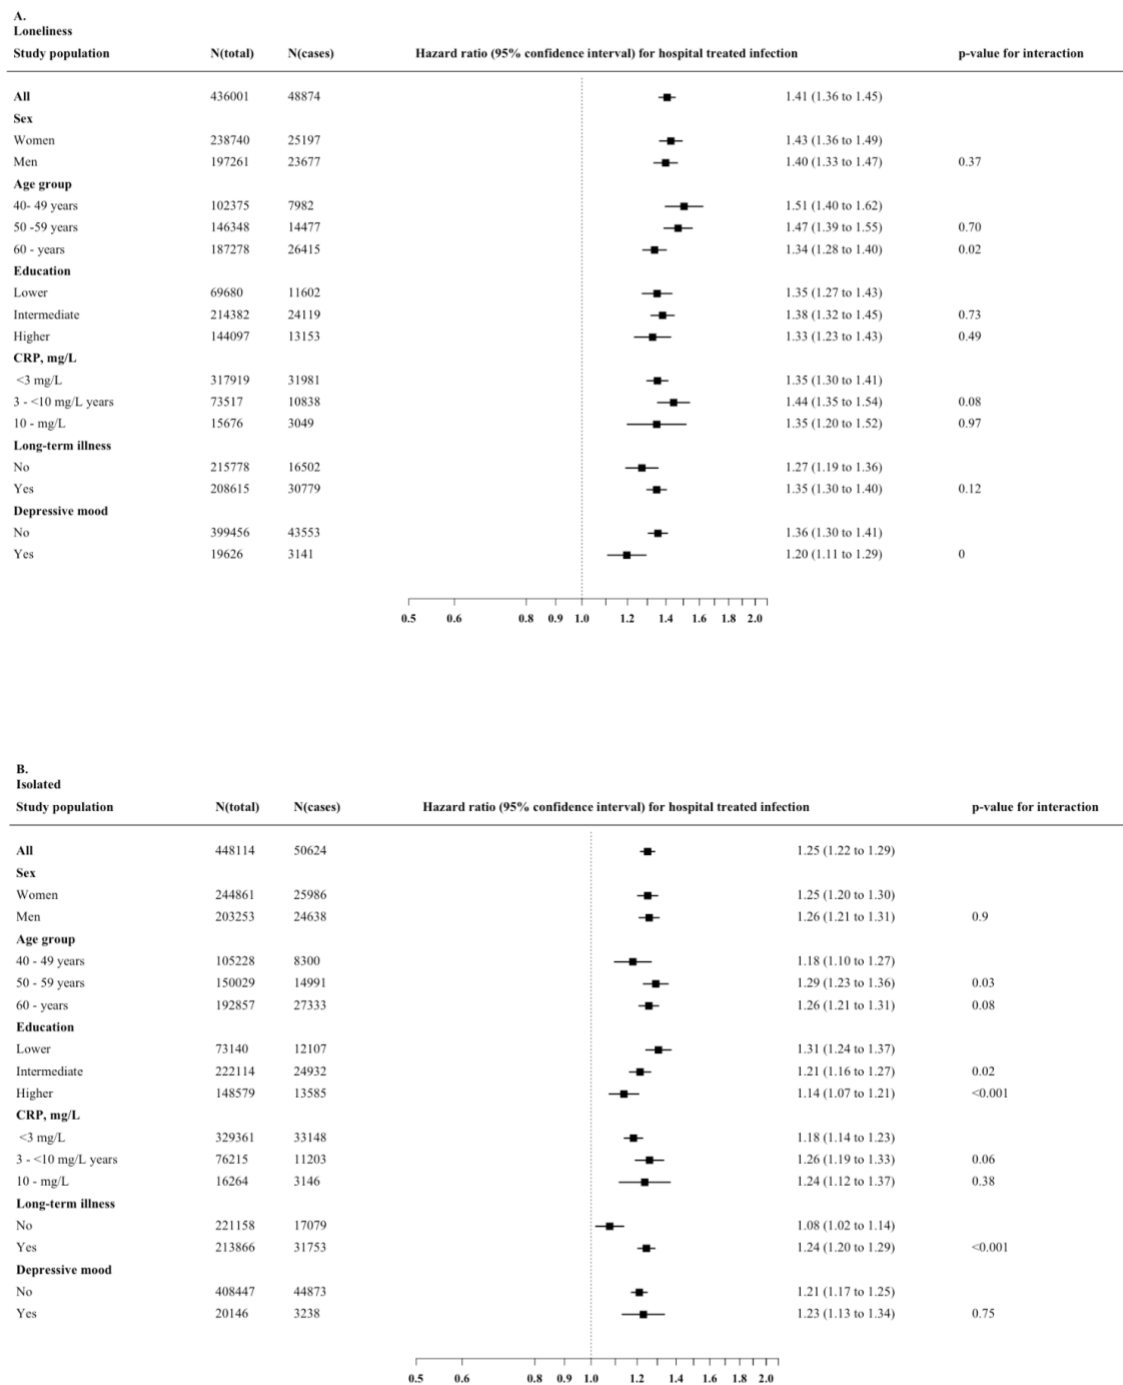 A.
Loneliness
Study population N(total) N(cases) Hazard ratio (95% confidence interval) for hospital treated infection p-value for interaction
All 436001 48874 1.41 (1.36 to 1.45)
Sex
Women 238740 25197 1.43 (1.36 to 1.49)
Men 197261 23677 1.40 (1.33 to 1.47) 0.37
Age group
40- 49 years 102375 7982 1.51 (1.40 to 1.62)
50 -59 years 146348 14477 1.47 (1.39 to 1.55) 0.70
60 - years 187278 26415 1.34 (1.28 to 1.40) 0.02
Education
Lower 69680 11602 1.35 (1.27 to 1.43)
Intermediate 214382 24119 1.38 (1.32 to 1.45) 0.73
Higher 144097 13153 1.33 (1.23 to 1.43) 0.49
CRP, mg/L
<3 mg/L 317919 31981 1.35 (1.30 to 1.41)
3 - <10 mg/L years 73517 10838 1.44 (1.35 to 1.54) 0.08
10 - mg/L 15676 3049 1.35 (1.20 to 1.52) 0.97
Long-term illness
No 215778 16502 1.27 (1.19 to 1.36)
Yes 208615 30779 1.35 (1.30 to 1.40) 0.12
Depressive mood
No 399456 43553 1.36 (1.30 to 1.41)
Yes 19626 3141 1.20 (1.11 to 1.29) 0
0.5 0.6 0.8 0.9 1.0 1.2 1.4 1.6 1.8 2.0
B.
Isolated
Study population N(total) N(cases) Hazard ratio (95% confidence interval) for hospital treated infection p-value for interaction
All 448114 50624 1.25 (1.22 to 1.29)
Sex
Women 244861 25986 1.25 (1.20 to 1.30)
Men 203253 24638 1.26 (1.21 to 1.31) 0.9
Age group
40 - 49 years 105228 8300 1.18 (1.10 to 1.27)
50 - 59 years 150029 14991 1.29 (1.23 to 1.36) 0.03
60 - years 192857 27333 1.26 (1.21 to 1.31) 0.08
Education
Lower 73140 12107 1.31 (1.24 to 1.37)
Intermediate 222114 24932 1.21 (1.16 to 1.27) 0.02
Higher 148579 13585 1.14 (1.07 to 1.21) <0.001
CRP, mg/L
<3 mg/L 329361 33148 1.18 (1.14 to 1.23)
3 - <10 mg/L years 76215 11203 1.26 (1.19 to 1.33) 0.06
10 - mg/L 16264 3146 1.24 (1.12 to 1.37) 0.38
Long-term illness
No 221158 17079 1.08 (1.02 to 1.14)
Yes 213866 31753 1.24 (1.20 to 1.29) <0.001
Depressive mood
No 408447 44873 1.21 (1.17 to 1.25)
Yes 20146 3238 1.23 (1.13 to 1.34) 0.75
0.5 0.6 0.8 0.9 1.0 1.2 1.4 1.6 1.8 2.0